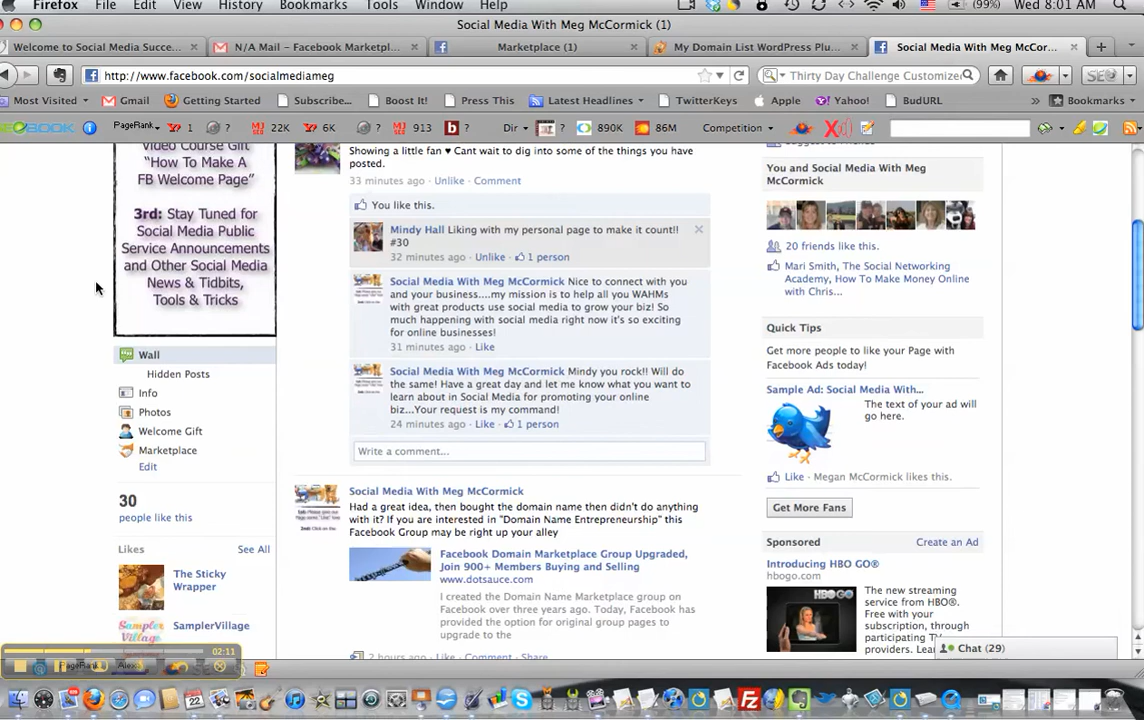 Firefox File Edit View History Bookmarks Tools Window Help (99%) Wed 8:01 AM
Social Media With Meg McCormick (1)
Welcome to Social Media Succe... N/A Mail – Facebook Marketpl... Marketplace (1) My Domain List WordPress Plu... Social Media With Meg McCor...
http://www.facebook.com/socialmediameg Thirty Day Challenge Customize
Most Visited Gmail Getting Started Subscribe... Boost It! Press This Latest Headlines TwitterKeys Apple Yahoo! BudURL Bookmarks
PageRank 1 ? 22K 6K ? 913 ? Dir 890K 86M Competition
Video Course Gift
"How To Make A
FB Welcome Page"
3rd: Stay Tuned for
Social Media Public
Service Announcements
and Other Social Media
News & Tidbits,
Tools & Tricks
Wall
Hidden Posts
Info
Photos
Welcome Gift
Marketplace
Edit
30
people like this
Likes See All
The Sticky
Wrapper
SamplerVillage
Showing a little fan ♥ Cant wait to dig into some of the things you have
posted.
33 minutes ago · Unlike · Comment
You like this.
Mindy Hall Liking with my personal page to make it count!!
#30
32 minutes ago · Unlike · 1 person
Social Media With Meg McCormick Nice to connect with you
and your business....my mission is to help all you WAHMs
with great products use social media to grow your biz! So
much happening with social media right now it's so exciting
for online businesses!
31 minutes ago · Like
Social Media With Meg McCormick Mindy you rock!! Will do
the same! Have a great day and let me know what you want to
learn about in Social Media for promoting your online
biz...Your request is my command!
24 minutes ago · Like · 1 person
Write a comment...
Social Media With Meg McCormick
Had a great idea, then bought the domain name then didn't do anything
with it? If you are interested in "Domain Name Entrepreneurship" this
Facebook Group may be right up your alley
Facebook Domain Marketplace Group Upgraded,
Join 900+ Members Buying and Selling
www.dotsauce.com
I created the Domain Marketplace group on
Facebook over three years ago. Today, Facebook has
provided the option for original group pages to
upgrade to the
2 hours ago · Like · Comment · Share
You and Social Media With Meg
McCormick
20 friends like this.
Mari Smith, The Social Networking
Academy, How To Make Money Online
with Chris...
Quick Tips
Get more people to like your Page with
Facebook Ads today!
Sample Ad: Social Media With...
The text of your ad will
go here.
Like · Megan McCormick likes this.
Get More Fans
Sponsored Create an Ad
Introducing HBO GO®
hbogo.com
HBO GO
The new streaming
service from HBO®.
Free with your
subscription, through
participating TV
providers.
Chat (29)
02:11
PageRank Alexa